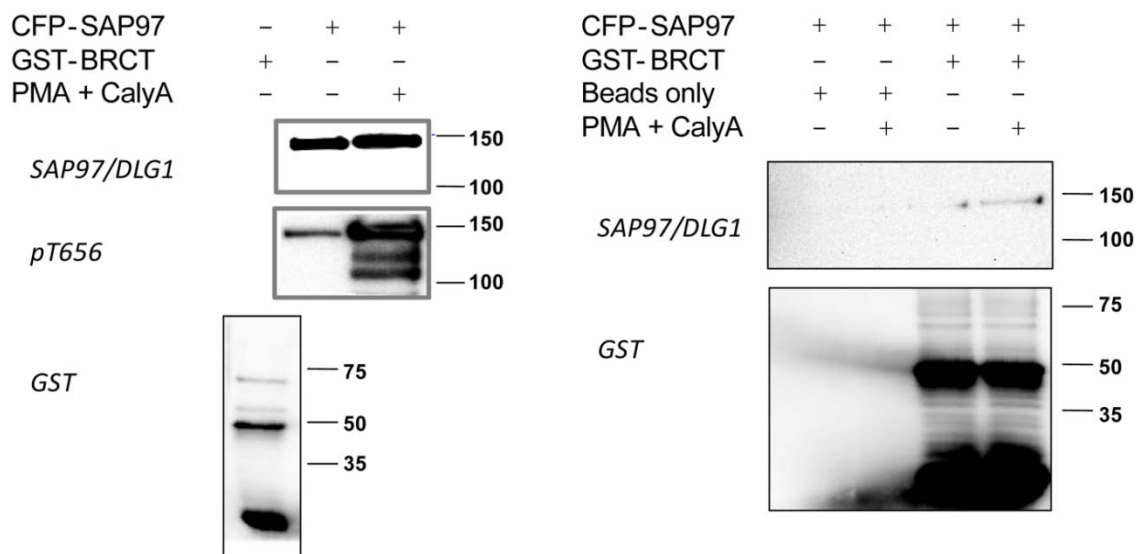 CFP-SAP97 – + +
GST-BRCT + – –
PMA + CalyA – – +
SAP97/DLG1
150
100
pT656
150
100
GST
75
50
35
CFP-SAP97 + + + +
GST-BRCT – – + +
Beads only + + – –
PMA + CalyA – + – +
SAP97/DLG1
150
100
GST
75
50
35